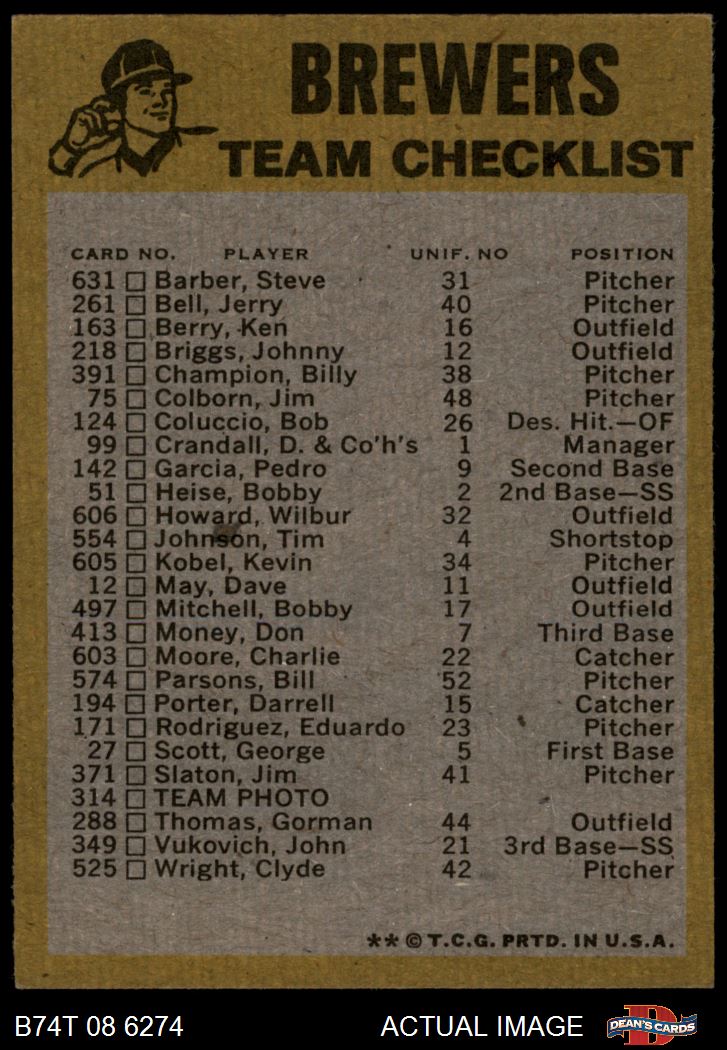 BREWERS
TEAM CHECKLIST
CARD NO. PLAYER UNIF. NO POSITION
631 Barber, Steve 31 Pitcher
261 Bell, Jerry 40 Pitcher
163 Berry, Ken 16 Outfield
218 Briggs, Johnny 12 Outfield
391 Champion, Billy 38 Pitcher
75 Colborn, Jim 48 Pitcher
124 Coluccio, Bob 26 Des. Hit.—OF
99 Crandall, D. & Co'h's 1 Manager
142 Garcia, Pedro 9 Second Base
51 Heise, Bobby 2 2nd Base—SS
606 Howard, Wilbur 32 Outfield
554 Johnson, Tim 4 Shortstop
605 Kobel, Kevin 34 Pitcher
12 May, Dave 11 Outfield
497 Mitchell, Bobby 17 Outfield
413 Money, Don 7 Third Base
603 Moore, Charlie 22 Catcher
574 Parsons, Bill 52 Pitcher
194 Porter, Darrell 15 Catcher
171 Rodriguez, Eduardo 23 Pitcher
27 Scott, George 5 First Base
371 Slaton, Jim 41 Pitcher
314 TEAM PHOTO
288 Thomas, Gorman 44 Outfield
349 Vukovich, John 21 3rd Base—SS
525 Wright, Clyde 42 Pitcher
** © T.C.G. PRTD. IN U.S.A.
B74T 08 6274 ACTUAL IMAGE D DEAN'S CARDS